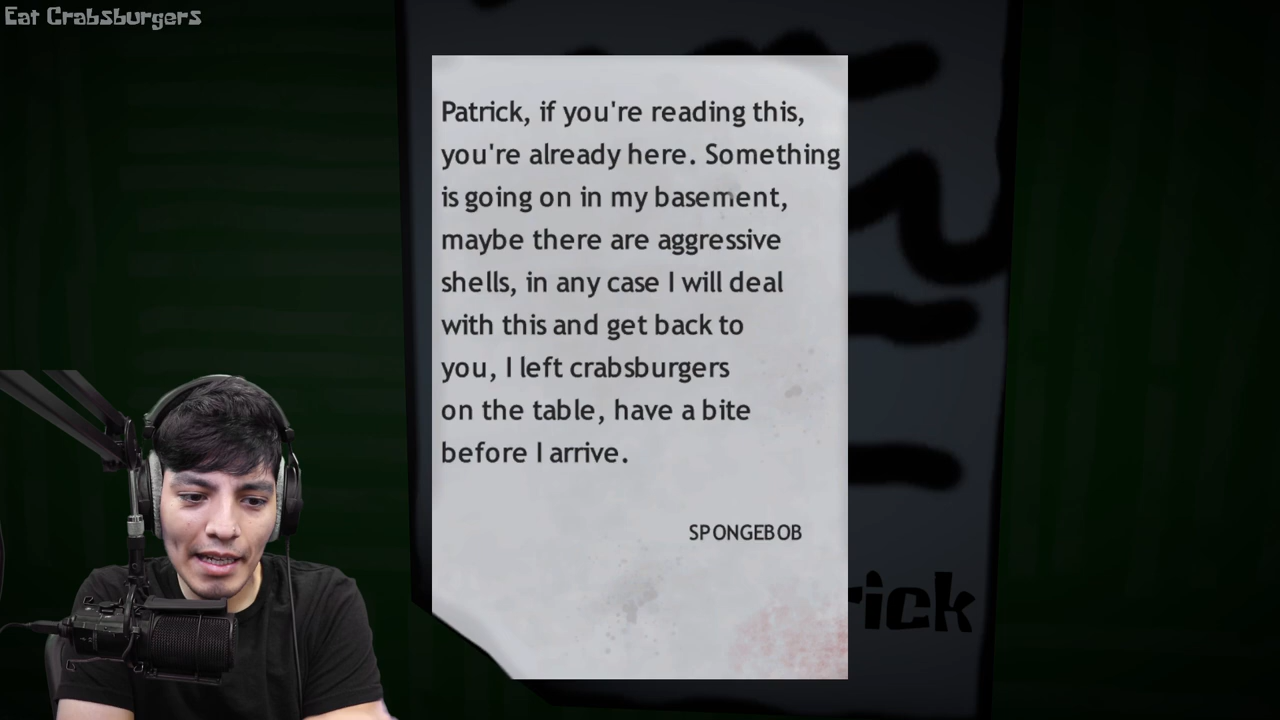 Eat Crabsburgers
Patrick, if you're reading this,
you're already here. Something
is going on in my basement,
maybe there are aggressive
shells, in any case I will deal
with this and get back to
you, I left crabsburgers
on the table, have a bite
before I arrive.
SPONGEBOB
rick